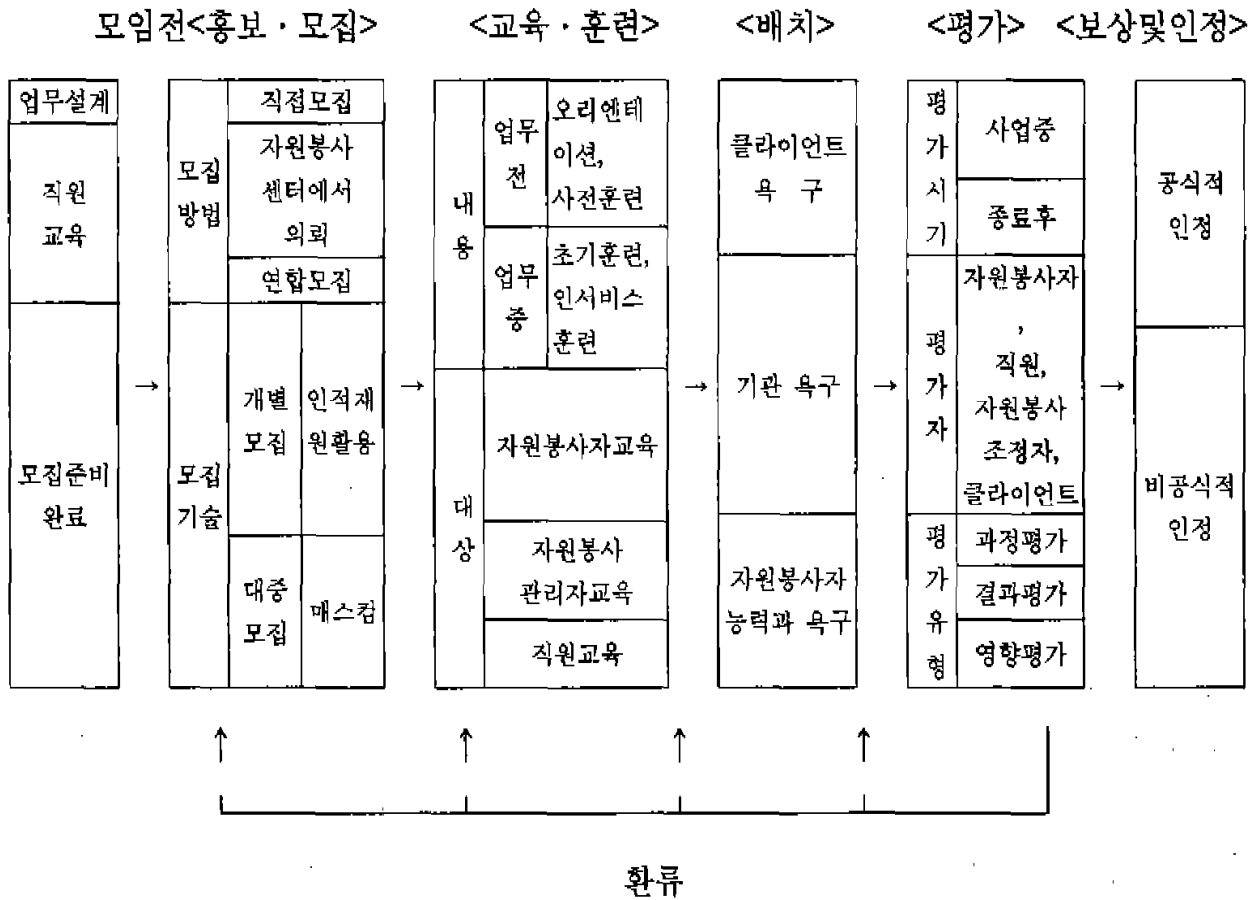 모임전<홍보·모집>
<교육·훈련>
<배치>
<평가>
<보상및인정>
업무설계
직원
교육
모집준비
완료
→
모집
방법
직접모집
자원봉사
센터에서
의뢰
연합모집
모집
기술
개별
모집
인적재
원활용
대중
모집
매스컴
→
내
용
업무
전
오리엔테
이션,
사전훈련
업무
중
초기훈련,
인서비스
훈련
대
상
자원봉사자교육
자원봉사
관리자교육
직원교육
→
클라이언트
욕 구
기관 욕구
자원봉사자
능력과 욕구
→
평
가
시
기
사업중
종료후
평
가
자
자원봉사자
,
직원,
자원봉사
조정자,
클라이언트
평
가
유
형
과정평가
결과평가
영향평가
→
공식적
인정
비공식적
인정
↑ ↑ ↑ ↑
환류